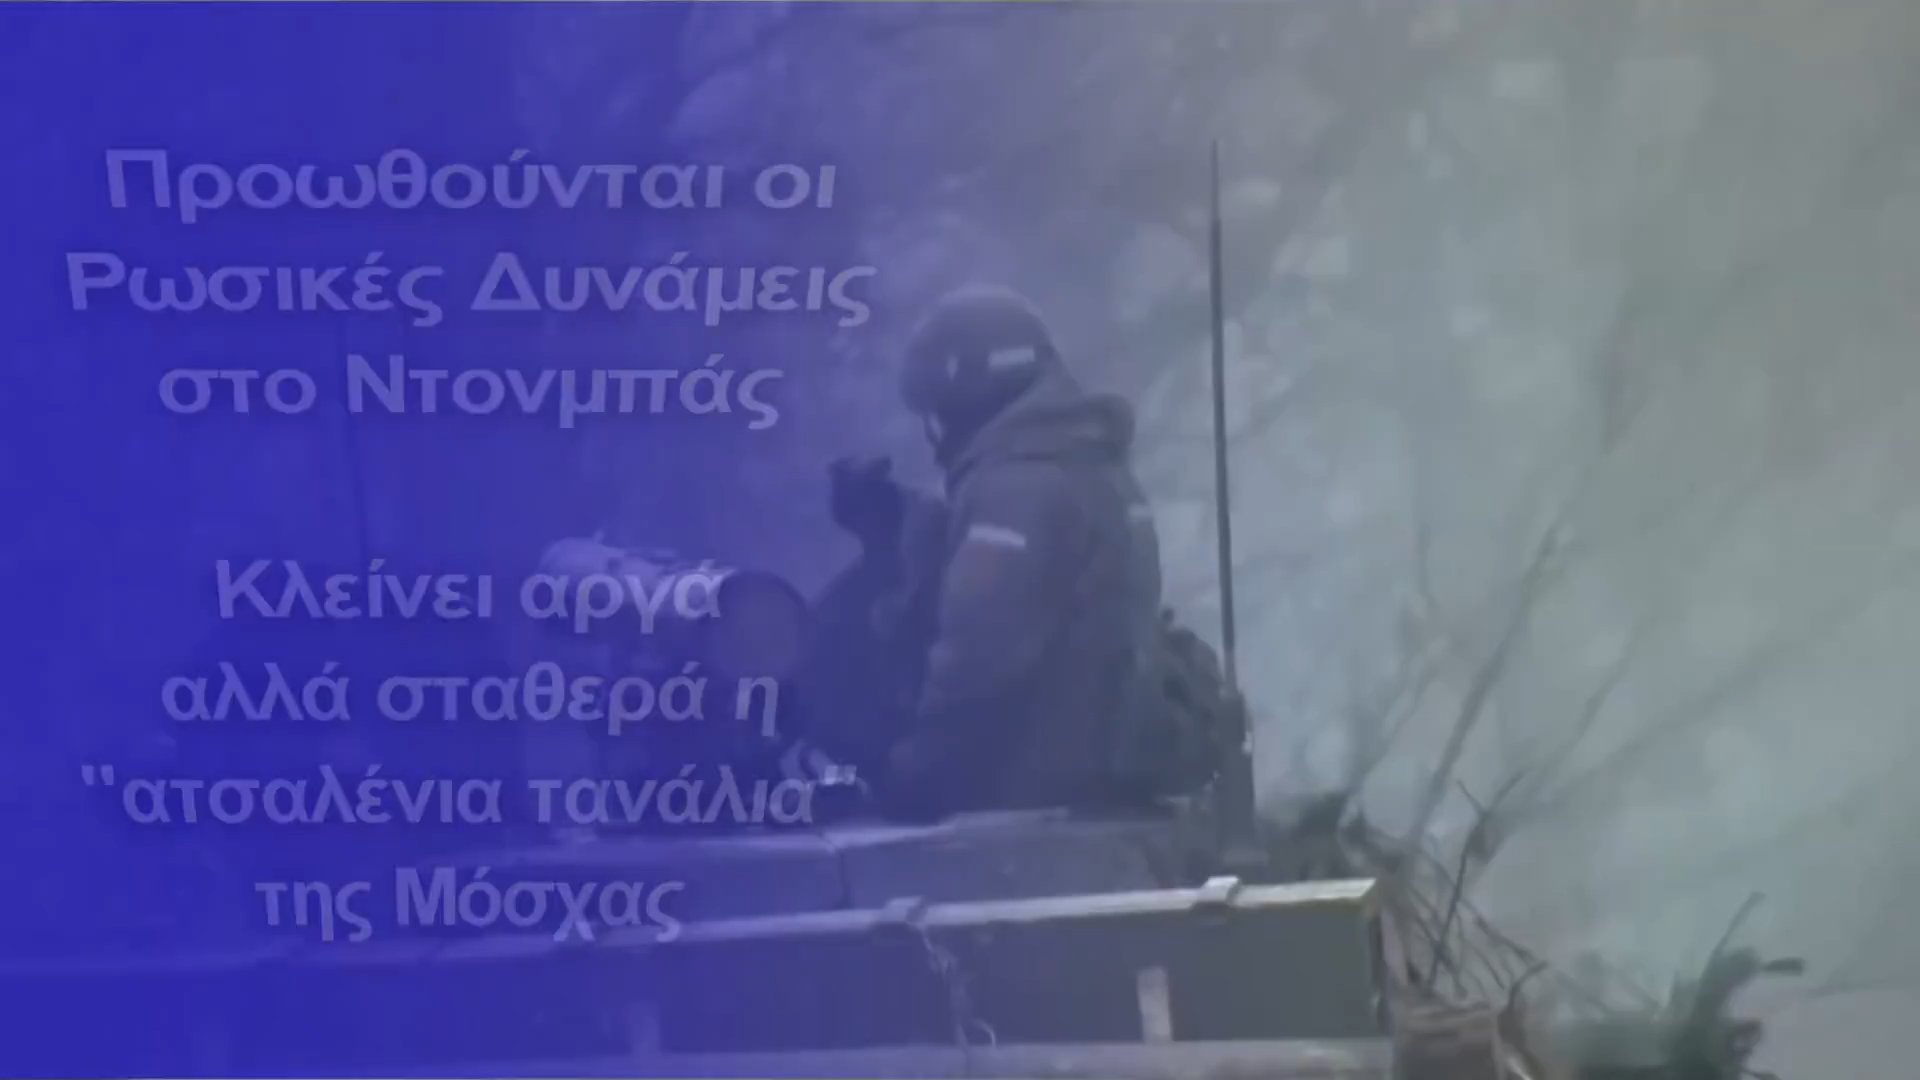 Προωθούνται οι
Ρωσικές Δυνάμεις
στο Ντονμπάς
Κλείνει αργά
αλλά σταθερά η
"ατσαλένια τανάλια"
της Μόσχας